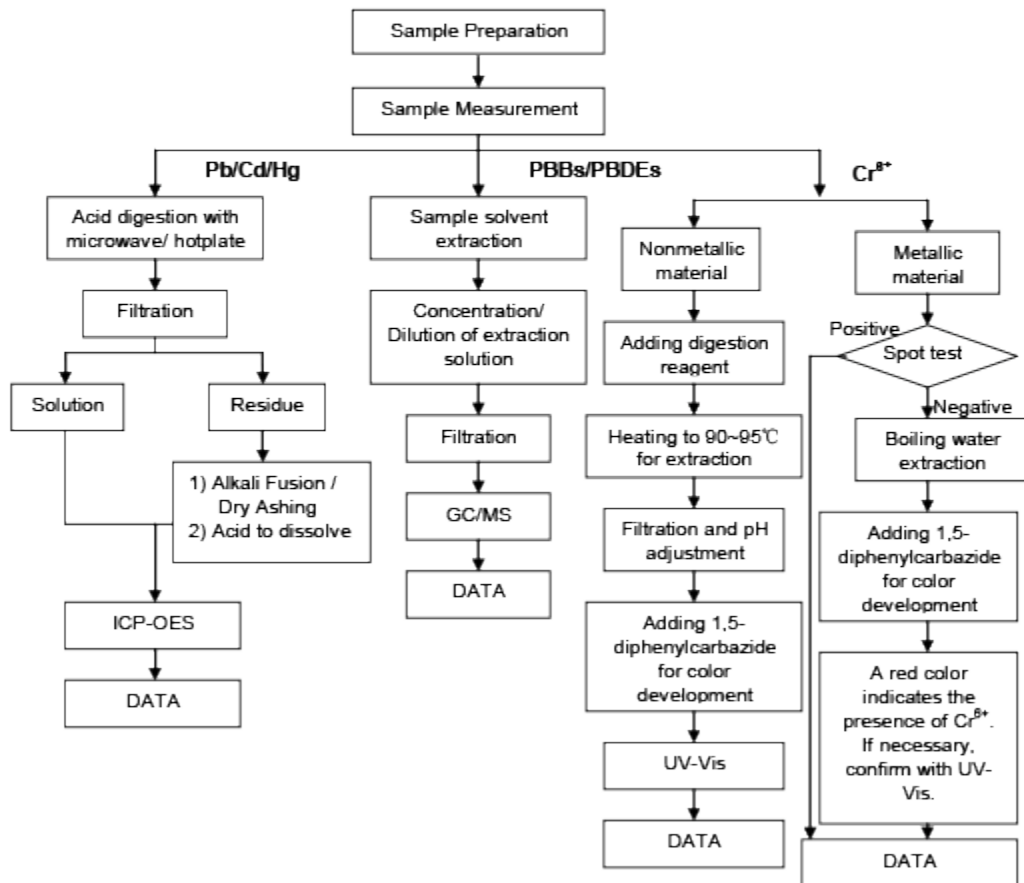 Sample Preparation
Sample Measurement
Pb/Cd/Hg
PBBs/PBDEs
Cr⁶⁺
Acid digestion with
microwave/ hotplate
Filtration
Solution
Residue
1) Alkali Fusion /
Dry Ashing
2) Acid to dissolve
ICP-OES
DATA
Sample solvent
extraction
Concentration/
Dilution of extraction
solution
Filtration
GC/MS
DATA
Nonmetallic
material
Adding digestion
reagent
Heating to 90~95℃
for extraction
Filtration and pH
adjustment
Adding 1,5-
diphenylcarbazide
for color
development
UV-Vis
DATA
Metallic
material
Positive
Spot test
Negative
Boiling water
extraction
Adding 1,5-
diphenylcarbazide
for color
development
A red color
indicates the
presence of Cr⁶⁺.
If necessary,
confirm with UV-
Vis.
DATA